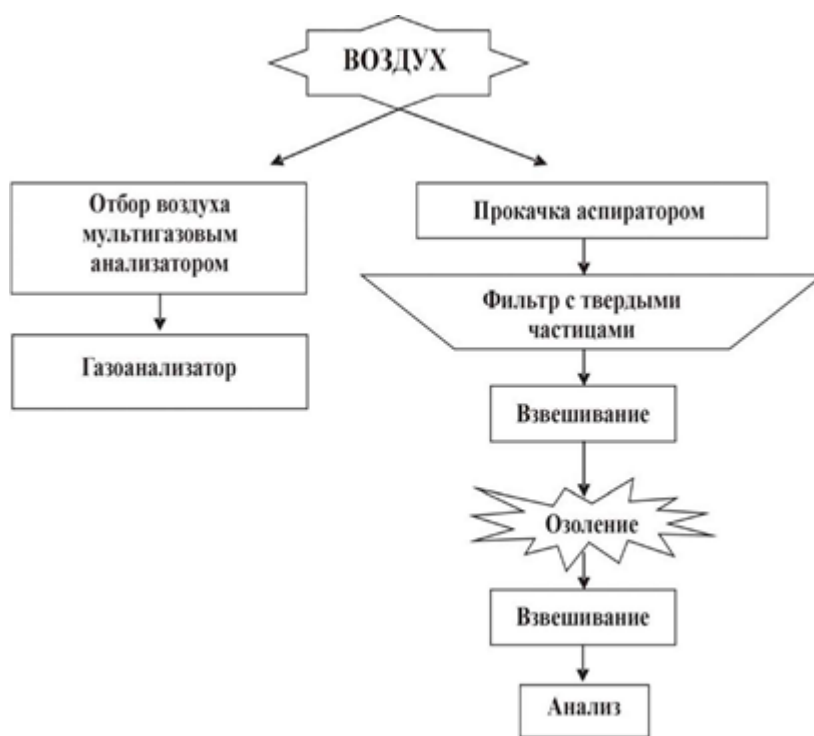 ВОЗДУХ
Отбор воздуха
мультигазовым
анализатором
Газоанализатор
Прокачка аспиратором
Фильтр с твердыми
частицами
Взвешивание
Озоление
Взвешивание
Анализ